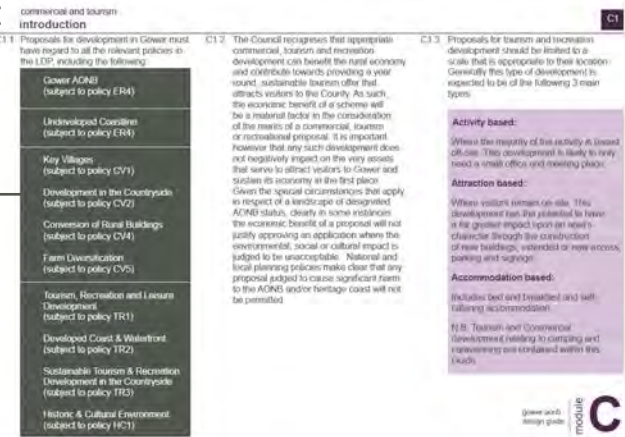 commercial and tourism
introduction
C1
C1.1 Proposals for development in Gower must
have regard to all the relevant policies in
the LDP, including the following:
Gower AONB
(subject to policy ER4)
Undeveloped Coastline
(subject to policy ER4)
Key Villages
(subject to policy CV1)
Development in the Countryside
(subject to policy CV2)
Conversion of Rural Buildings
(subject to policy CV4)
Farm Diversification
(subject to policy CV5)
Tourism, Recreation and Leisure
Development
(subject to policy TR1)
Developed Coast & Waterfront
(subject to policy TR2)
Sustainable Tourism & Recreation
Development in the Countryside
(subject to policy TR3)
Historic & Cultural Environment
(subject to policy HC1)
C1.2 The Council recognises that appropriate
commercial, tourism and recreation
development can benefit the rural economy
and contribute towards providing a year
round, sustainable tourism offer that
attracts visitors to the County. As such,
the economic benefit of a scheme will
be a material factor in the consideration
of the merits of a commercial, tourism
or recreational proposal. It is important
however that any such development does
not negatively impact on the very assets
that serve to attract visitors to Gower and
sustain its economy in the first place.
Given the special circumstances that apply
in respect of a landscape of designated
AONB status, clearly in some instances
the economic benefit of a proposal will not
justify approving an application where the
environmental, social or cultural impact is
judged to be unacceptable. National and
local planning policies make clear that any
proposal judged to cause significant harm
to the AONB and/or heritage coast will not
be permitted.
C1.3 Proposals for tourism and recreation
development should be limited to a
scale that is appropriate to their location.
Generally this type of development is
expected to be of the following 3 main
types:
Activity based:
Where the majority of the activity is based
off-site. This development is likely to only
need a small office and meeting place.
Attraction based:
Where visitors remain on site. This
development has the potential to have
a far greater impact upon an area's
character through the construction
of new buildings, extended or new access,
parking and signage.
Accommodation based:
Includes bed and breakfast and self-
catering accommodation.
N.B. Tourism and Commercial
development relating to camping and
caravanning are contained within this
Guide.
gower aonb
design guide
module
C